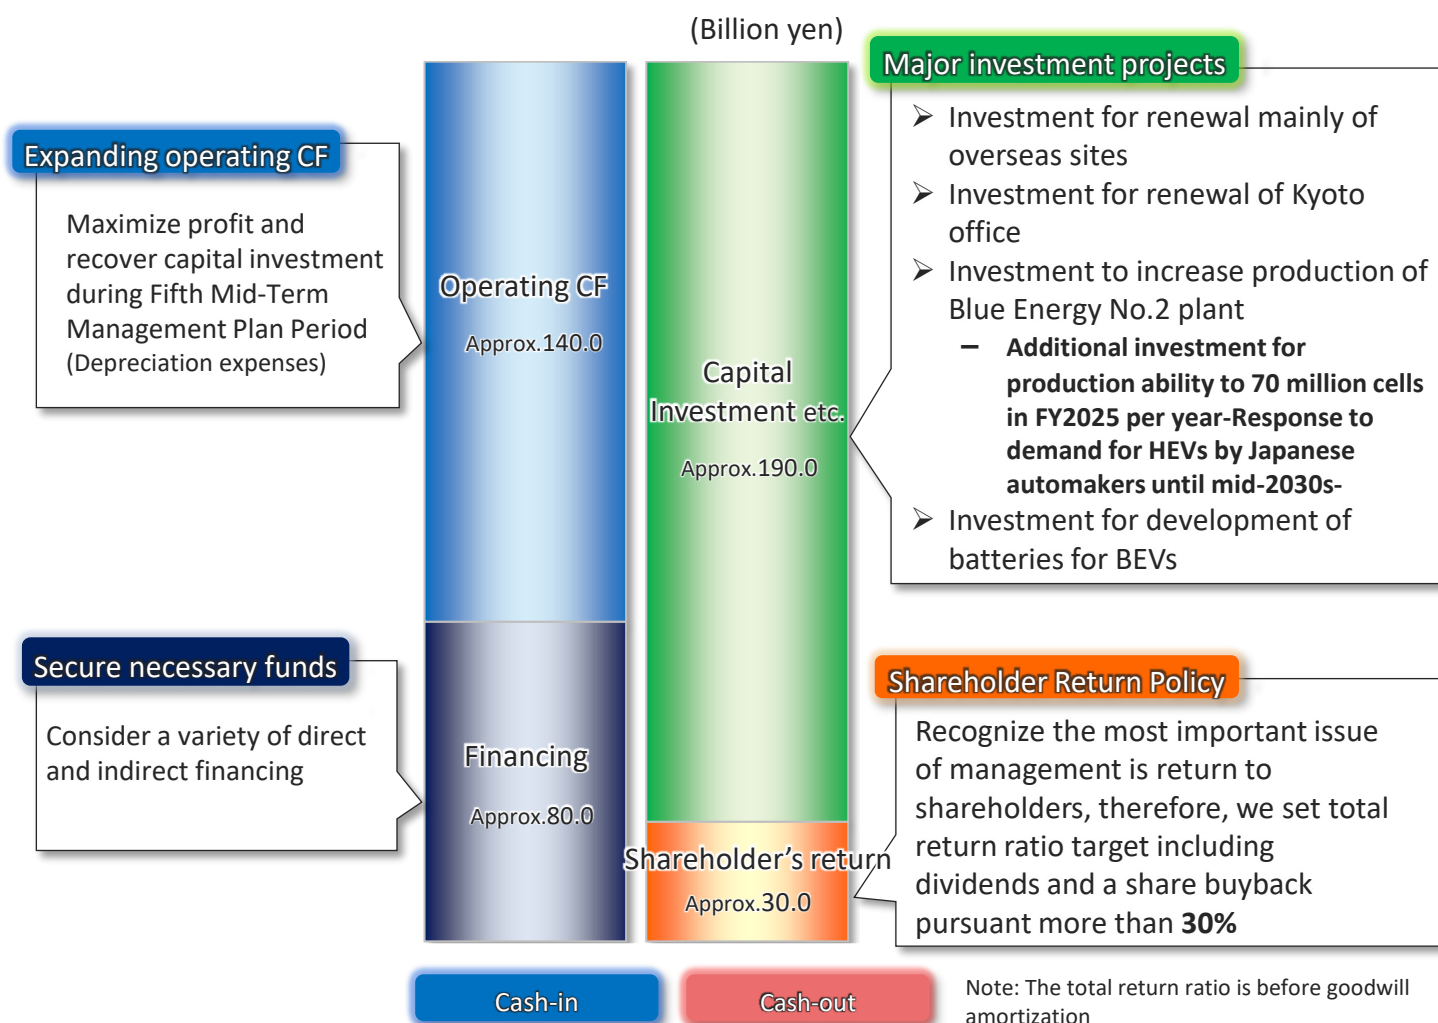 (Billion yen)
Expanding operating CF
Maximize profit and
recover capital investment
during Fifth Mid-Term
Management Plan Period
(Depreciation expenses)
Secure necessary funds
Consider a variety of direct
and indirect financing
Operating CF
Approx.140.0
Financing
Approx.80.0
Capital
Investment etc.
Approx.190.0
Shareholder’s return
Approx.30.0
Major investment projects
➢ Investment for renewal mainly of
overseas sites
➢ Investment for renewal of Kyoto
office
➢ Investment to increase production of
Blue Energy No.2 plant
– Additional investment for
production ability to 70 million cells
in FY2025 per year-Response to
demand for HEVs by Japanese
automakers until mid-2030s-
➢ Investment for development of
batteries for BEVs
Shareholder Return Policy
Recognize the most important issue
of management is return to
shareholders, therefore, we set total
return ratio target including
dividends and a share buyback
pursuant more than 30%
Cash-in
Cash-out
Note: The total return ratio is before goodwill
amortization